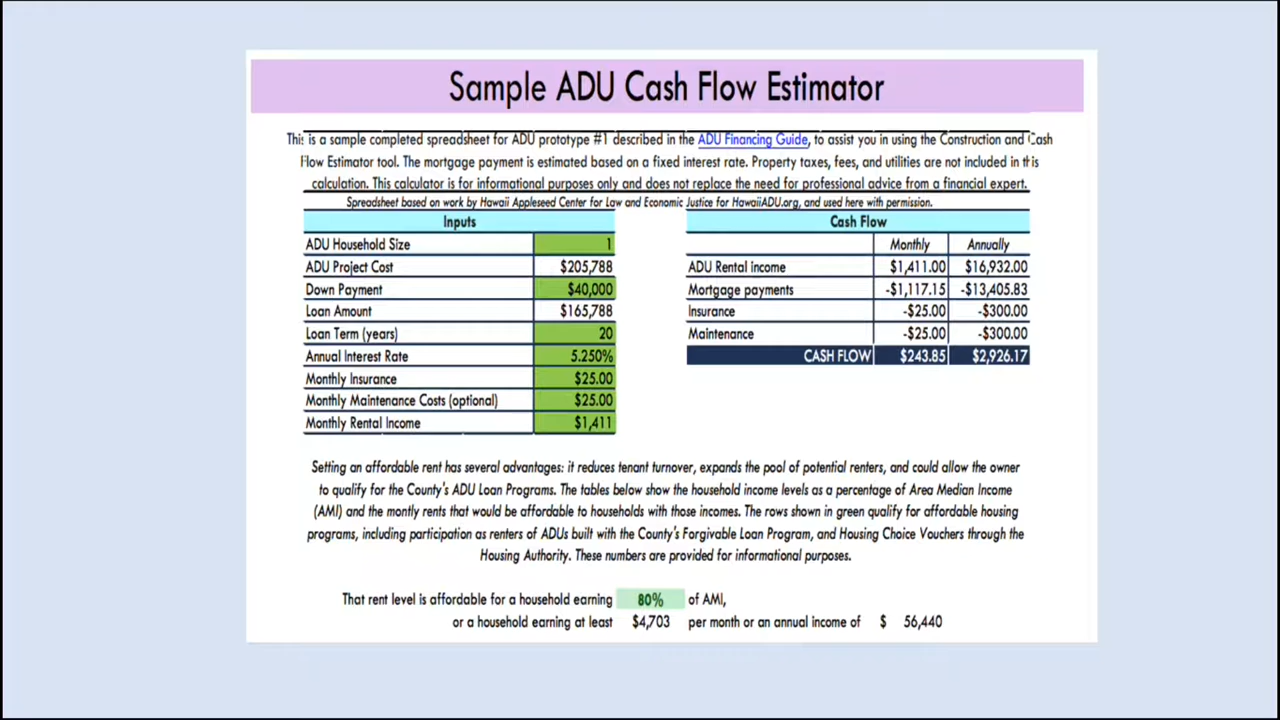 Sample ADU Cash Flow Estimator
This is a sample completed spreadsheet for ADU prototype #1 described in the ADU Financing Guide, to assist you in using the Construction and Cash
Flow Estimator tool. The mortgage payment is estimated based on a fixed interest rate. Property taxes, fees, and utilities are not included in this
calculation. This calculator is for informational purposes only and does not replace the need for professional advice from a financial expert.
Spreadsheet based on work by Hawaii Appleseed Center for Law and Economic Justice for HawaiiADU.org, and used here with permission.
Inputs
ADU Household Size 1
ADU Project Cost $205,788
Down Payment $40,000
Loan Amount $165,788
Loan Term (years) 20
Annual Interest Rate 5.250%
Monthly Insurance $25.00
Monthly Maintenance Costs (optional) $25.00
Monthly Rental Income $1,411
Cash Flow
Monthly Annually
ADU Rental income $1,411.00 $16,932.00
Mortgage payments -$1,117.15 -$13,405.83
Insurance -$25.00 -$300.00
Maintenance -$25.00 -$300.00
CASH FLOW $243.85 $2,926.17
Setting an affordable rent has several advantages: it reduces tenant turnover, expands the pool of potential renters, and could allow the owner
to qualify for the County's ADU Loan Programs. The tables below show the household income levels as a percentage of Area Median Income
(AMI) and the montly rents that would be affordable to households with those incomes. The rows shown in green qualify for affordable housing
programs, including participation as renters of ADUs built with the County's Forgivable Loan Program, and Housing Choice Vouchers through the
Housing Authority. These numbers are provided for informational purposes.
That rent level is affordable for a household earning 80% of AMI,
or a household earning at least $4,703 per month or an annual income of $ 56,440